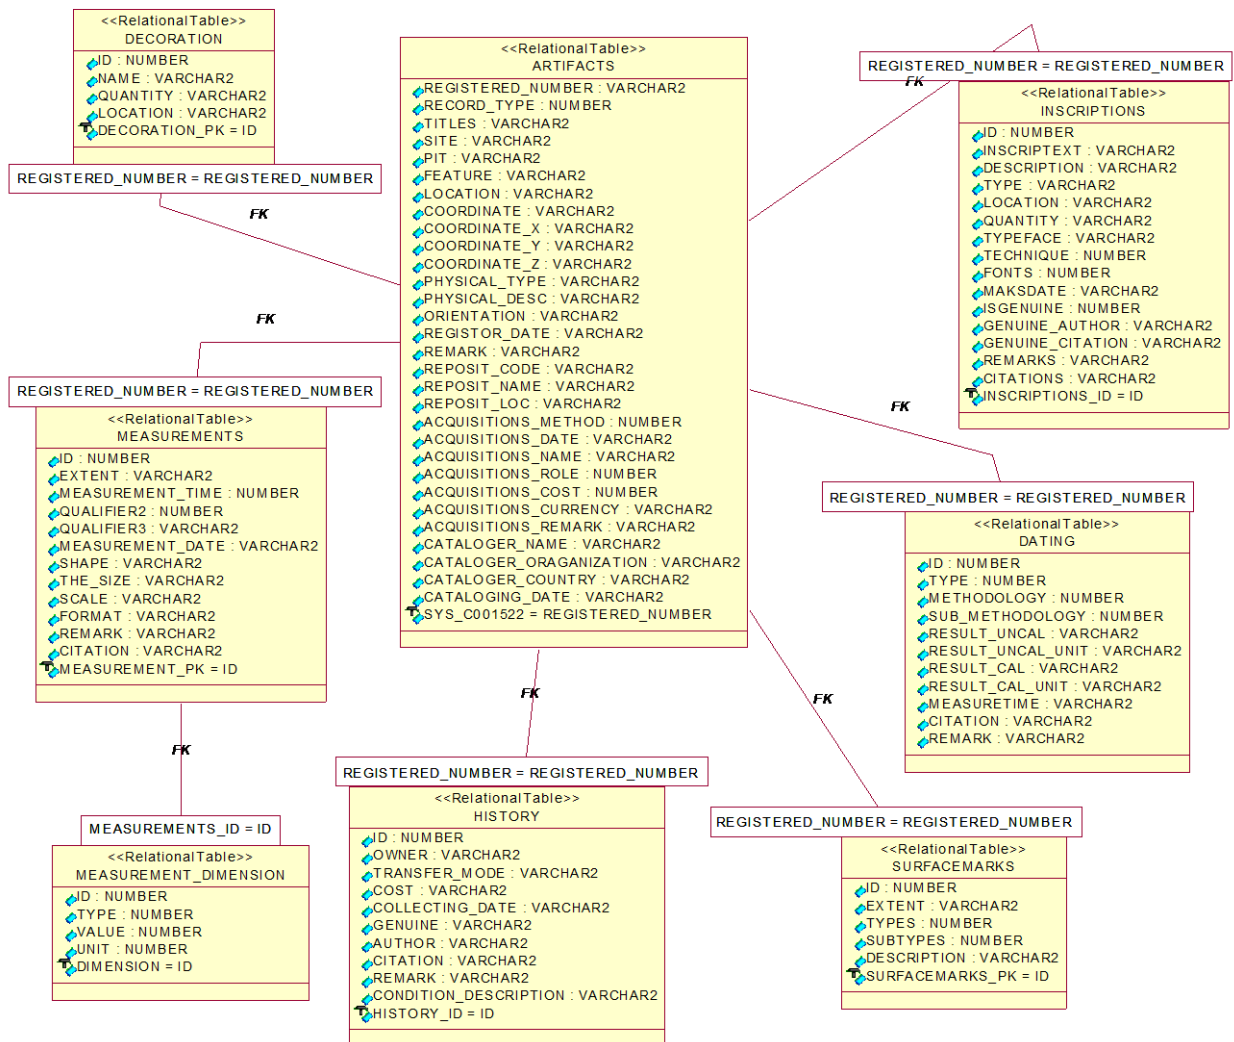 <<RelationalTable>>
DECORATION
ID : NUMBER
NAME : VARCHAR2
QUANTITY : VARCHAR2
LOCATION : VARCHAR2
DECORATION_PK = ID
REGISTERED_NUMBER = REGISTERED_NUMBER
FK
<<RelationalTable>>
ARTIFACTS
REGISTERED_NUMBER : VARCHAR2
RECORD_TYPE : NUMBER
TITLES : VARCHAR2
SITE : VARCHAR2
PIT : VARCHAR2
FEATURE : VARCHAR2
LOCATION : VARCHAR2
COORDINATE : VARCHAR2
COORDINATE_X : VARCHAR2
COORDINATE_Y : VARCHAR2
COORDINATE_Z : VARCHAR2
PHYSICAL_TYPE : VARCHAR2
PHYSICAL_DESC : VARCHAR2
ORIENTATION : VARCHAR2
REGISTOR_DATE : VARCHAR2
REMARK : VARCHAR2
REPOSIT_CODE : VARCHAR2
REPOSIT_NAME : VARCHAR2
REPOSIT_LOC : VARCHAR2
ACQUISITIONS_METHOD : NUMBER
ACQUISITIONS_DATE : VARCHAR2
ACQUISITIONS_NAME : VARCHAR2
ACQUISITIONS_ROLE : NUMBER
ACQUISITIONS_COST : NUMBER
ACQUISITIONS_CURRENCY : VARCHAR2
ACQUISITIONS_REMARK : VARCHAR2
CATALOGER_NAME : VARCHAR2
CATALOGER_ORAGANIZATION : VARCHAR2
CATALOGER_COUNTRY : VARCHAR2
CATALOGING_DATE : VARCHAR2
SYS_C001522 = REGISTERED_NUMBER
REGISTERED_NUMBER = REGISTERED_NUMBER
FK
<<RelationalTable>>
INSCRIPTIONS
ID : NUMBER
INSCRIPTEXT : VARCHAR2
DESCRIPTION : VARCHAR2
TYPE : VARCHAR2
LOCATION : VARCHAR2
QUANTITY : VARCHAR2
TYPEFACE : VARCHAR2
TECHNIQUE : NUMBER
FONTS : NUMBER
MAKSDATE : VARCHAR2
ISGENUINE : NUMBER
GENUINE_AUTHOR : VARCHAR2
GENUINE_CITATION : VARCHAR2
REMARKS : VARCHAR2
CITATIONS : VARCHAR2
INSCRIPTIONS_ID = ID
FK
REGISTERED_NUMBER = REGISTERED_NUMBER
<<RelationalTable>>
MEASUREMENTS
ID : NUMBER
EXTENT : VARCHAR2
MEASUREMENT_TIME : NUMBER
QUALIFIER2 : NUMBER
QUALIFIER3 : VARCHAR2
MEASUREMENT_DATE : VARCHAR2
SHAPE : VARCHAR2
THE_SIZE : VARCHAR2
SCALE : VARCHAR2
FORMAT : VARCHAR2
REMARK : VARCHAR2
CITATION : VARCHAR2
MEASUREMENT_PK = ID
FK
REGISTERED_NUMBER = REGISTERED_NUMBER
<<RelationalTable>>
DATING
ID : NUMBER
TYPE : NUMBER
METHODOLOGY : NUMBER
SUB_METHODOLOGY : NUMBER
RESULT_UNCAL : VARCHAR2
RESULT_UNCAL_UNIT : VARCHAR2
RESULT_CAL : VARCHAR2
RESULT_CAL_UNIT : VARCHAR2
MEASURETIME : VARCHAR2
CITATION : VARCHAR2
REMARK : VARCHAR2
FK
MEASUREMENTS_ID = ID
<<RelationalTable>>
MEASUREMENT_DIMENSION
ID : NUMBER
TYPE : NUMBER
VALUE : NUMBER
UNIT : NUMBER
DIMENSION = ID
FK
REGISTERED_NUMBER = REGISTERED_NUMBER
<<RelationalTable>>
HISTORY
ID : NUMBER
OWNER : VARCHAR2
TRANSFER_MODE : VARCHAR2
COST : VARCHAR2
COLLECTING_DATE : VARCHAR2
GENUINE : VARCHAR2
AUTHOR : VARCHAR2
CITATION : VARCHAR2
REMARK : VARCHAR2
CONDITION_DESCRIPTION : VARCHAR2
HISTORY_ID = ID
FK
REGISTERED_NUMBER = REGISTERED_NUMBER
<<RelationalTable>>
SURFACEMARKS
ID : NUMBER
EXTENT : VARCHAR2
TYPES : NUMBER
SUBTYPES : NUMBER
DESCRIPTION : VARCHAR2
SURFACEMARKS_PK = ID